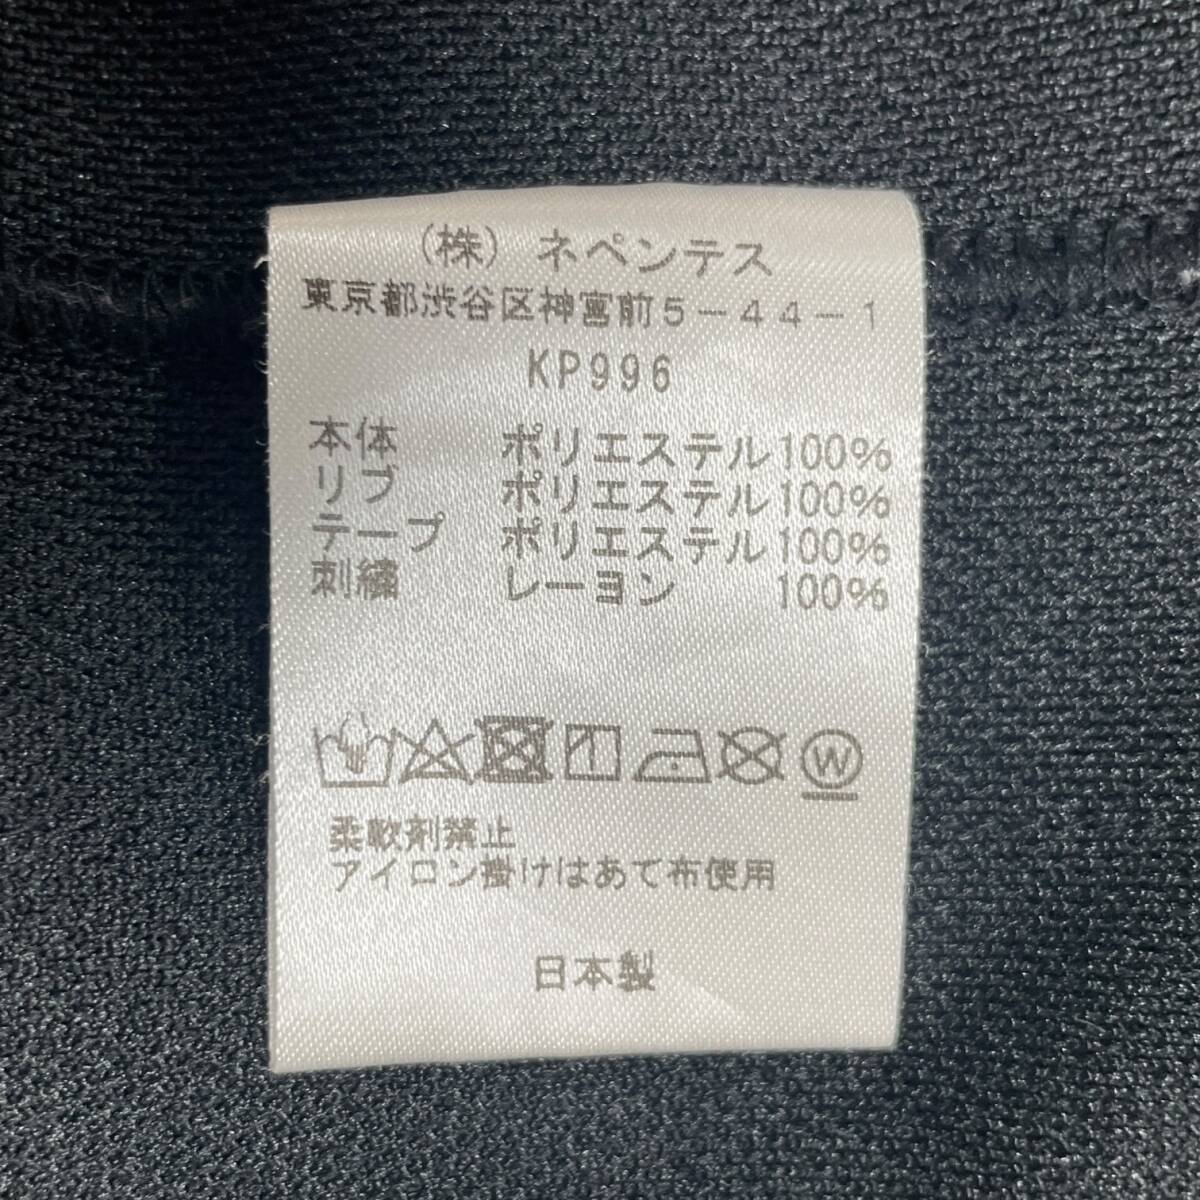 (株) ネペンテス
東京都渋谷区神宮前5-44-1
KP996
本体 ポリエステル100%
リブ ポリエステル100%
テープ ポリエステル100%
刺繍 レーヨン 100%
W
柔軟剤禁止
アイロン掛けはあて布使用
日本製